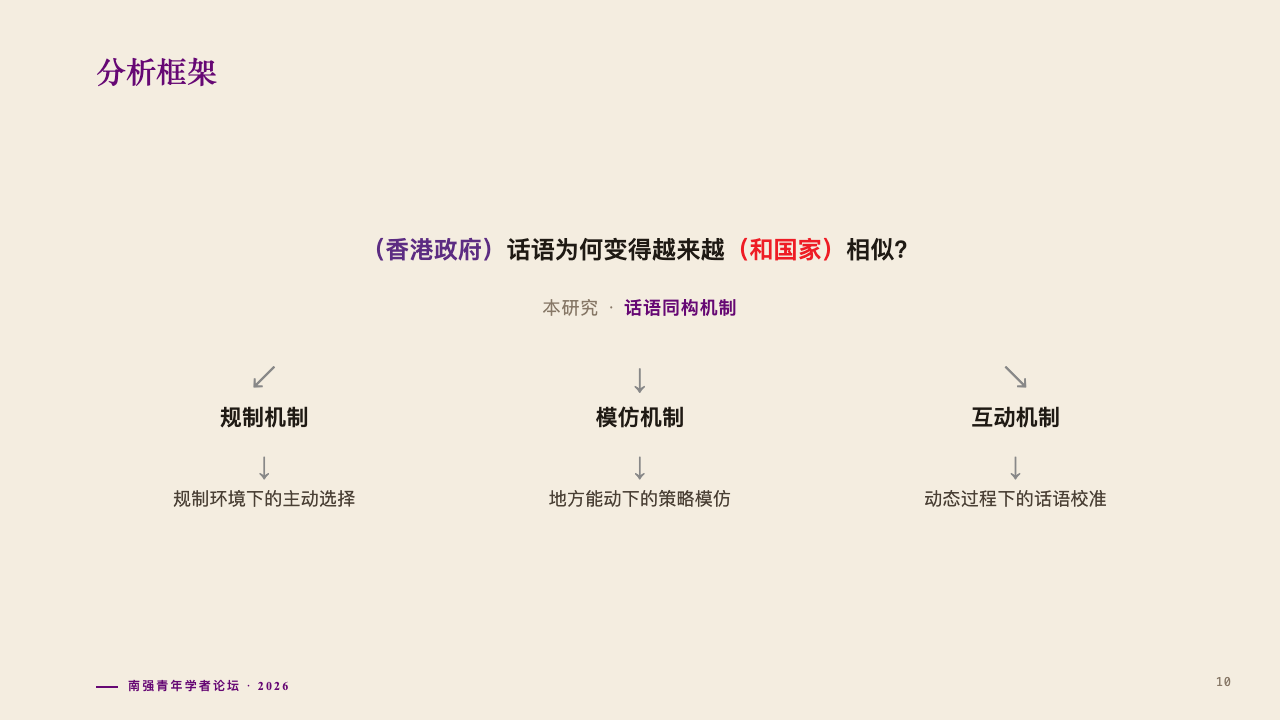 分析框架
（香港政府）话语为何变得越来越（和国家）相似?
本研究 · 话语同构机制
↙ ↓ ↘
规制机制 模仿机制 互动机制
↓ ↓ ↓
规制环境下的主动选择 地方能动下的策略模仿 动态过程下的话语校准
南强青年学者论坛 · 2026
10